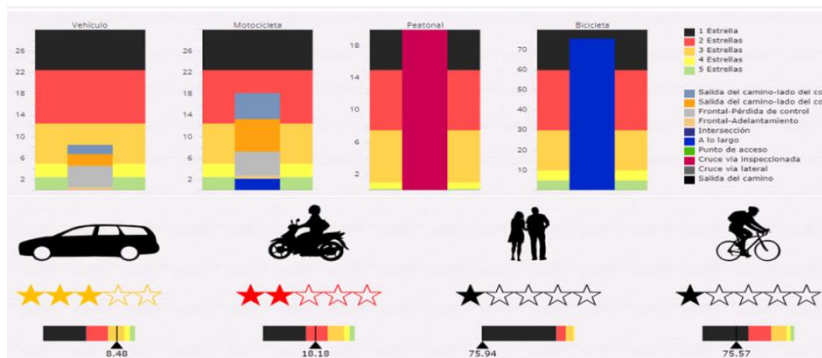 Vehículo
Motocicleta
Peatonal
Bicicleta
26
22
18
14
10
6
2
26
22
18
14
10
6
2
18
14
10
6
2
70
60
50
40
30
20
10
1 Estrella
2 Estrellas
3 Estrellas
4 Estrellas
5 Estrellas
Salida del camino-lado del co
Salida del camino-lado del co
Frontal-Pérdida de control
Frontal-Adelantamiento
Intersección
A lo largo
Punto de acceso
Cruce via inspeccionada
Cruce via lateral
Salida del camino
8.48
18.18
75.94
75.57